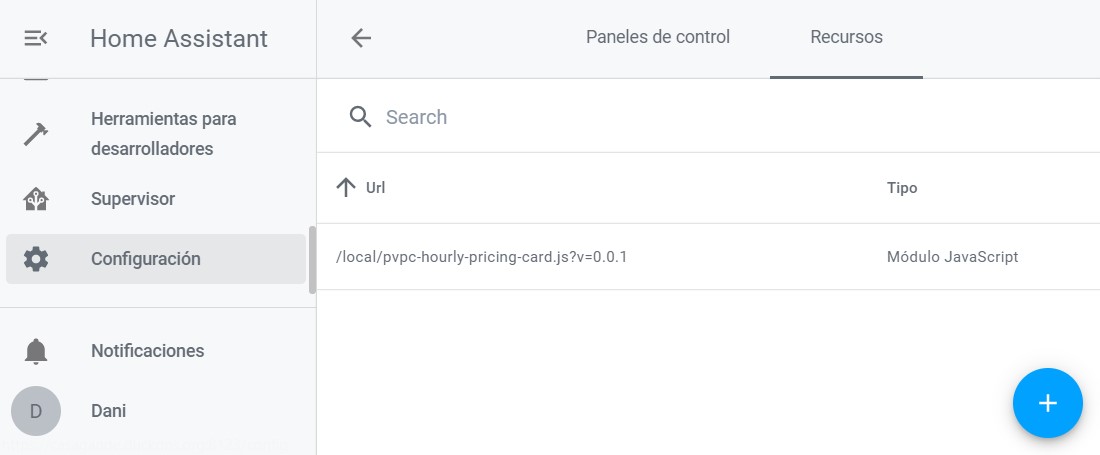 Home Assistant
Herramientas para
desarrolladores
Supervisor
Configuración
Notificaciones
D
Dani
Paneles de control
Recursos
Search
Url
Tipo
/local/pvpc-hourly-pricing-card.js?v=0.0.1
Módulo JavaScript